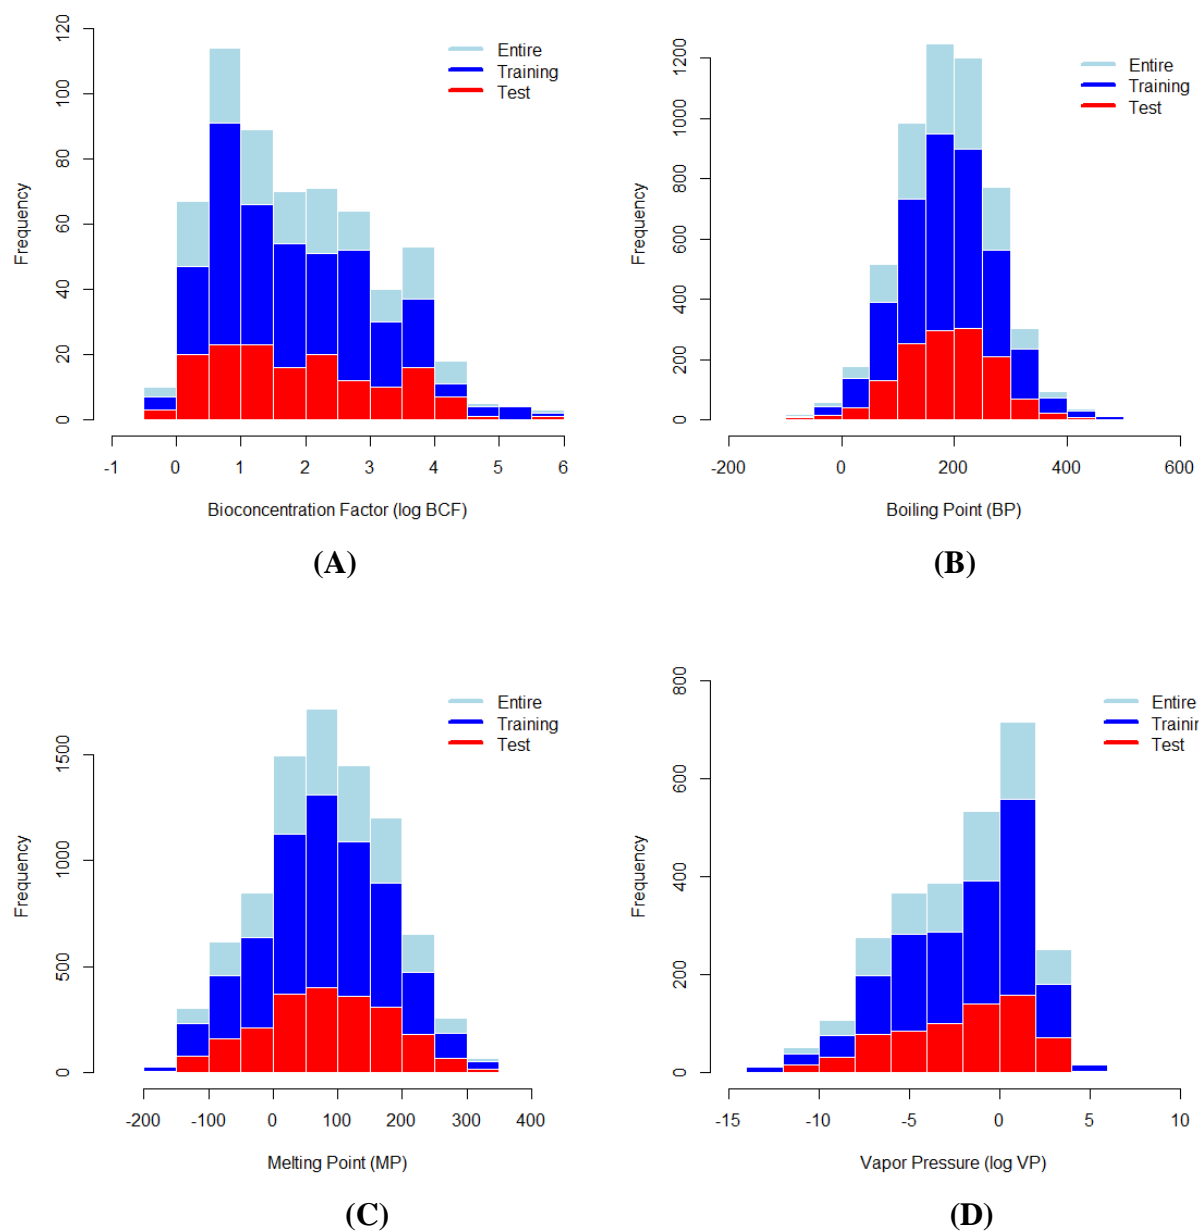 120
100
80
60
40
20
0
Frequency
Entire
Training
Test
-1 0 1 2 3 4 5 6
Bioconcentration Factor (log BCF)
(A)
1200
1000
800
600
400
200
0
Frequency
Entire
Training
Test
-200 0 200 400 600
Boiling Point (BP)
(B)
1500
1000
500
0
Frequency
Entire
Training
Test
-200 -100 0 100 200 300 400
Melting Point (MP)
(C)
800
600
400
200
0
Frequency
Entire
Trainin
Test
-15 -10 -5 0 5 10
Vapor Pressure (log VP)
(D)